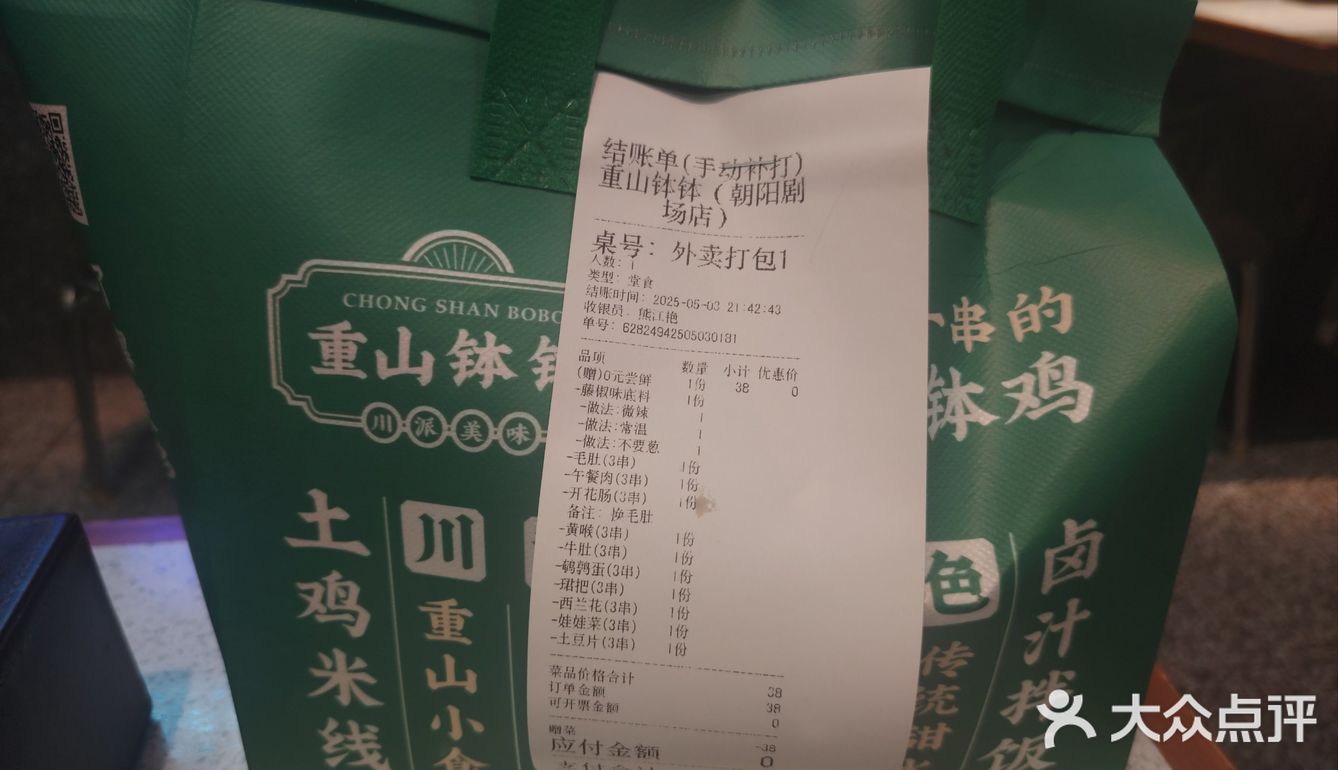 结账单(手动补打)
重山钵钵(朝阳剧
场店)
桌号: 外卖打包1
人数: 1
类型: 堂食
结账时间: 2025-05-03 21:42:43
收银员: 熊江艳
单号: 62824942505030181
品项 数量 小计 优惠价
(赠)0元尝鲜 1份 38 0
-藤椒味底料 1份
-做法:微辣 1
-做法:常温 1
-做法:不要葱 1
-毛肚(3串) 1份
-午餐肉(3串) 1份
-开花肠(3串) 1份
备注: 换毛肚
-黄喉(3串) 1份
-牛肚(3串) 1份
-鹌鹑蛋(3串) 1份
-珺把(3串) 1份
-西兰花(3串) 1份
-娃娃菜(3串) 1份
-土豆片(3串) 1份
菜品价格合计 38
订单金额 38
可开票金额 0
赠菜 -38
应付金额 0
CHONG SHAN BOBO
重山钵
川派美味
土鸡米线
川
重山小食
串的
钵鸡
色
传统甜
卤汁拌饭
大众点评